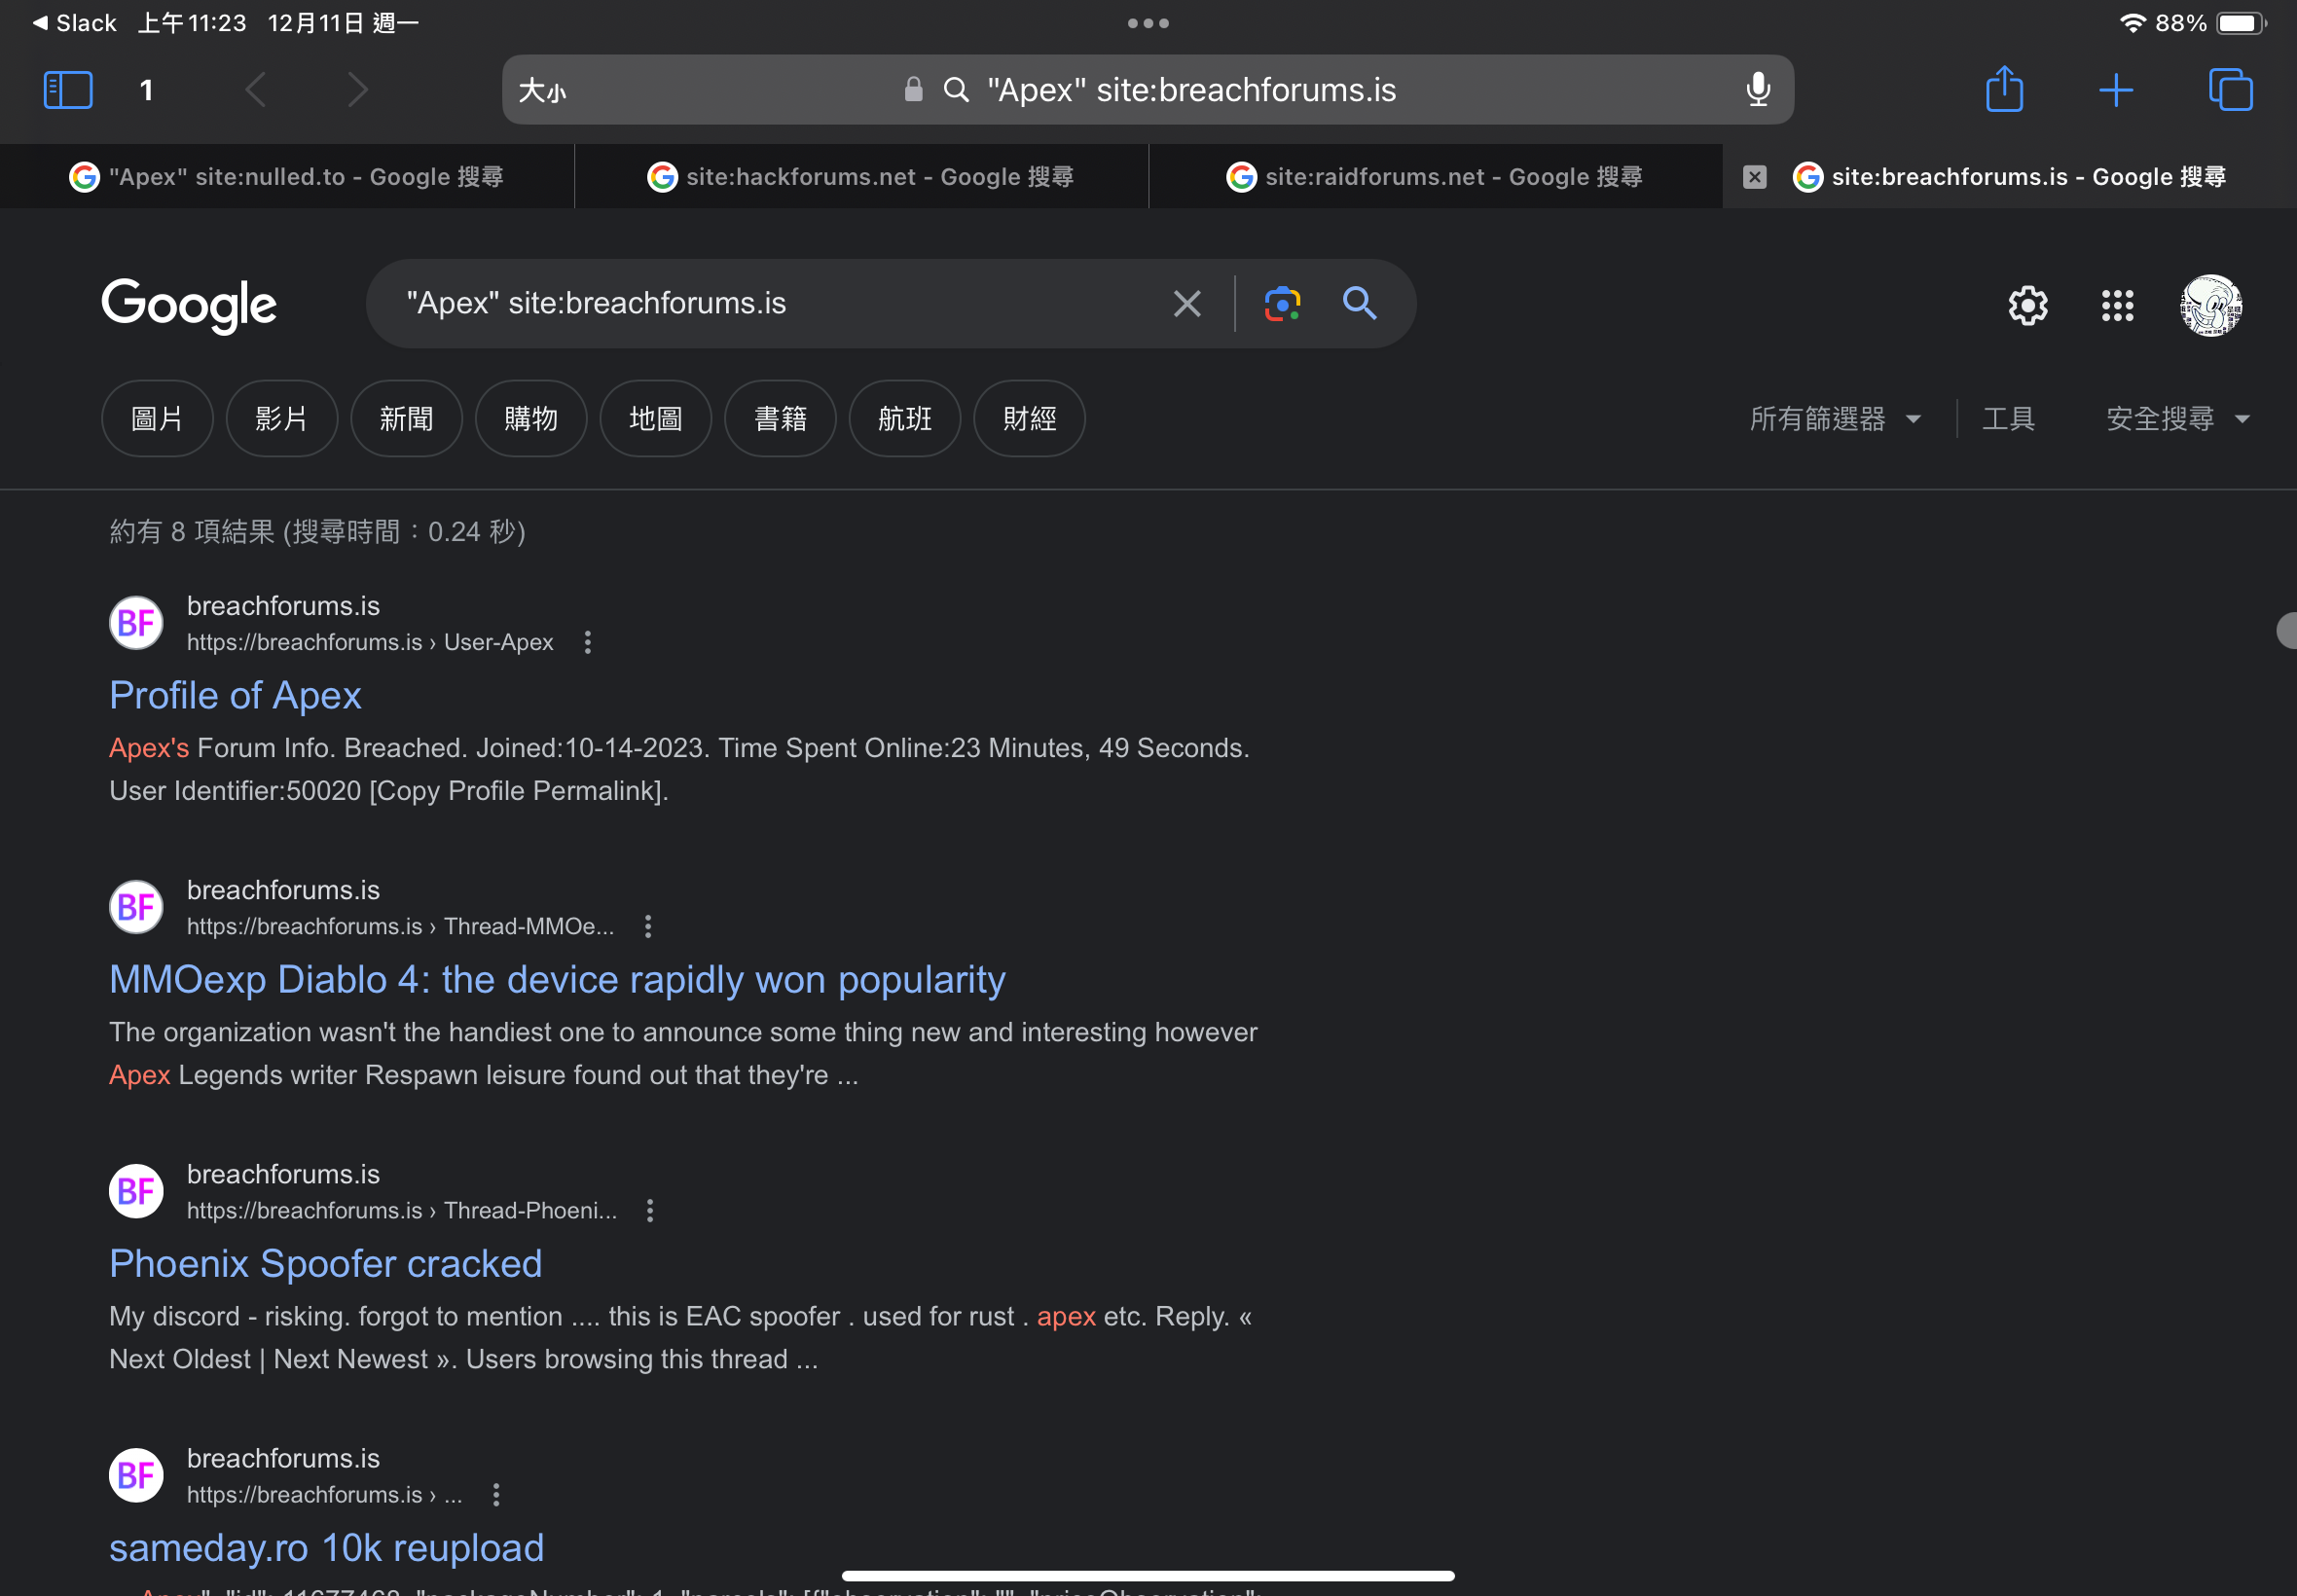 Slack 上午11:23 12月11日 週一
88%
1
大小
"Apex" site:breachforums.is
"Apex" site:nulled.to - Google 搜尋
site:hackforums.net - Google 搜尋
site:raidforums.net - Google 搜尋
site:breachforums.is - Google 搜尋
Google
"Apex" site:breachforums.is
圖片
影片
新聞
購物
地圖
書籍
航班
財經
所有篩選器
工具
安全搜尋
約有 8 項結果 (搜尋時間:0.24 秒)
BF
breachforums.is
https://breachforums.is › User-Apex
Profile of Apex
Apex's Forum Info. Breached. Joined:10-14-2023. Time Spent Online:23 Minutes, 49 Seconds.
User Identifier:50020 [Copy Profile Permalink].
BF
breachforums.is
https://breachforums.is › Thread-MMOe...
MMOexp Diablo 4: the device rapidly won popularity
The organization wasn't the handiest one to announce some thing new and interesting however
Apex Legends writer Respawn leisure found out that they're ...
BF
breachforums.is
https://breachforums.is › Thread-Phoeni...
Phoenix Spoofer cracked
My discord - risking. forgot to mention .... this is EAC spoofer . used for rust . apex etc. Reply. «
Next Oldest | Next Newest ». Users browsing this thread ...
BF
breachforums.is
https://breachforums.is › ...
sameday.ro 10k reupload